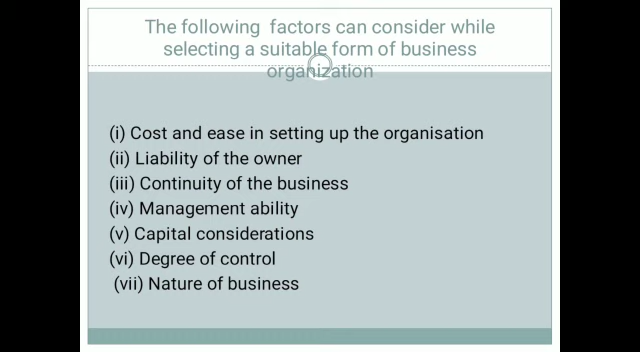 The following factors can consider while
selecting a suitable form of business
organization
(i) Cost and ease in setting up the organisation
(ii) Liability of the owner
(iii) Continuity of the business
(iv) Management ability
(v) Capital considerations
(vi) Degree of control
(vii) Nature of business